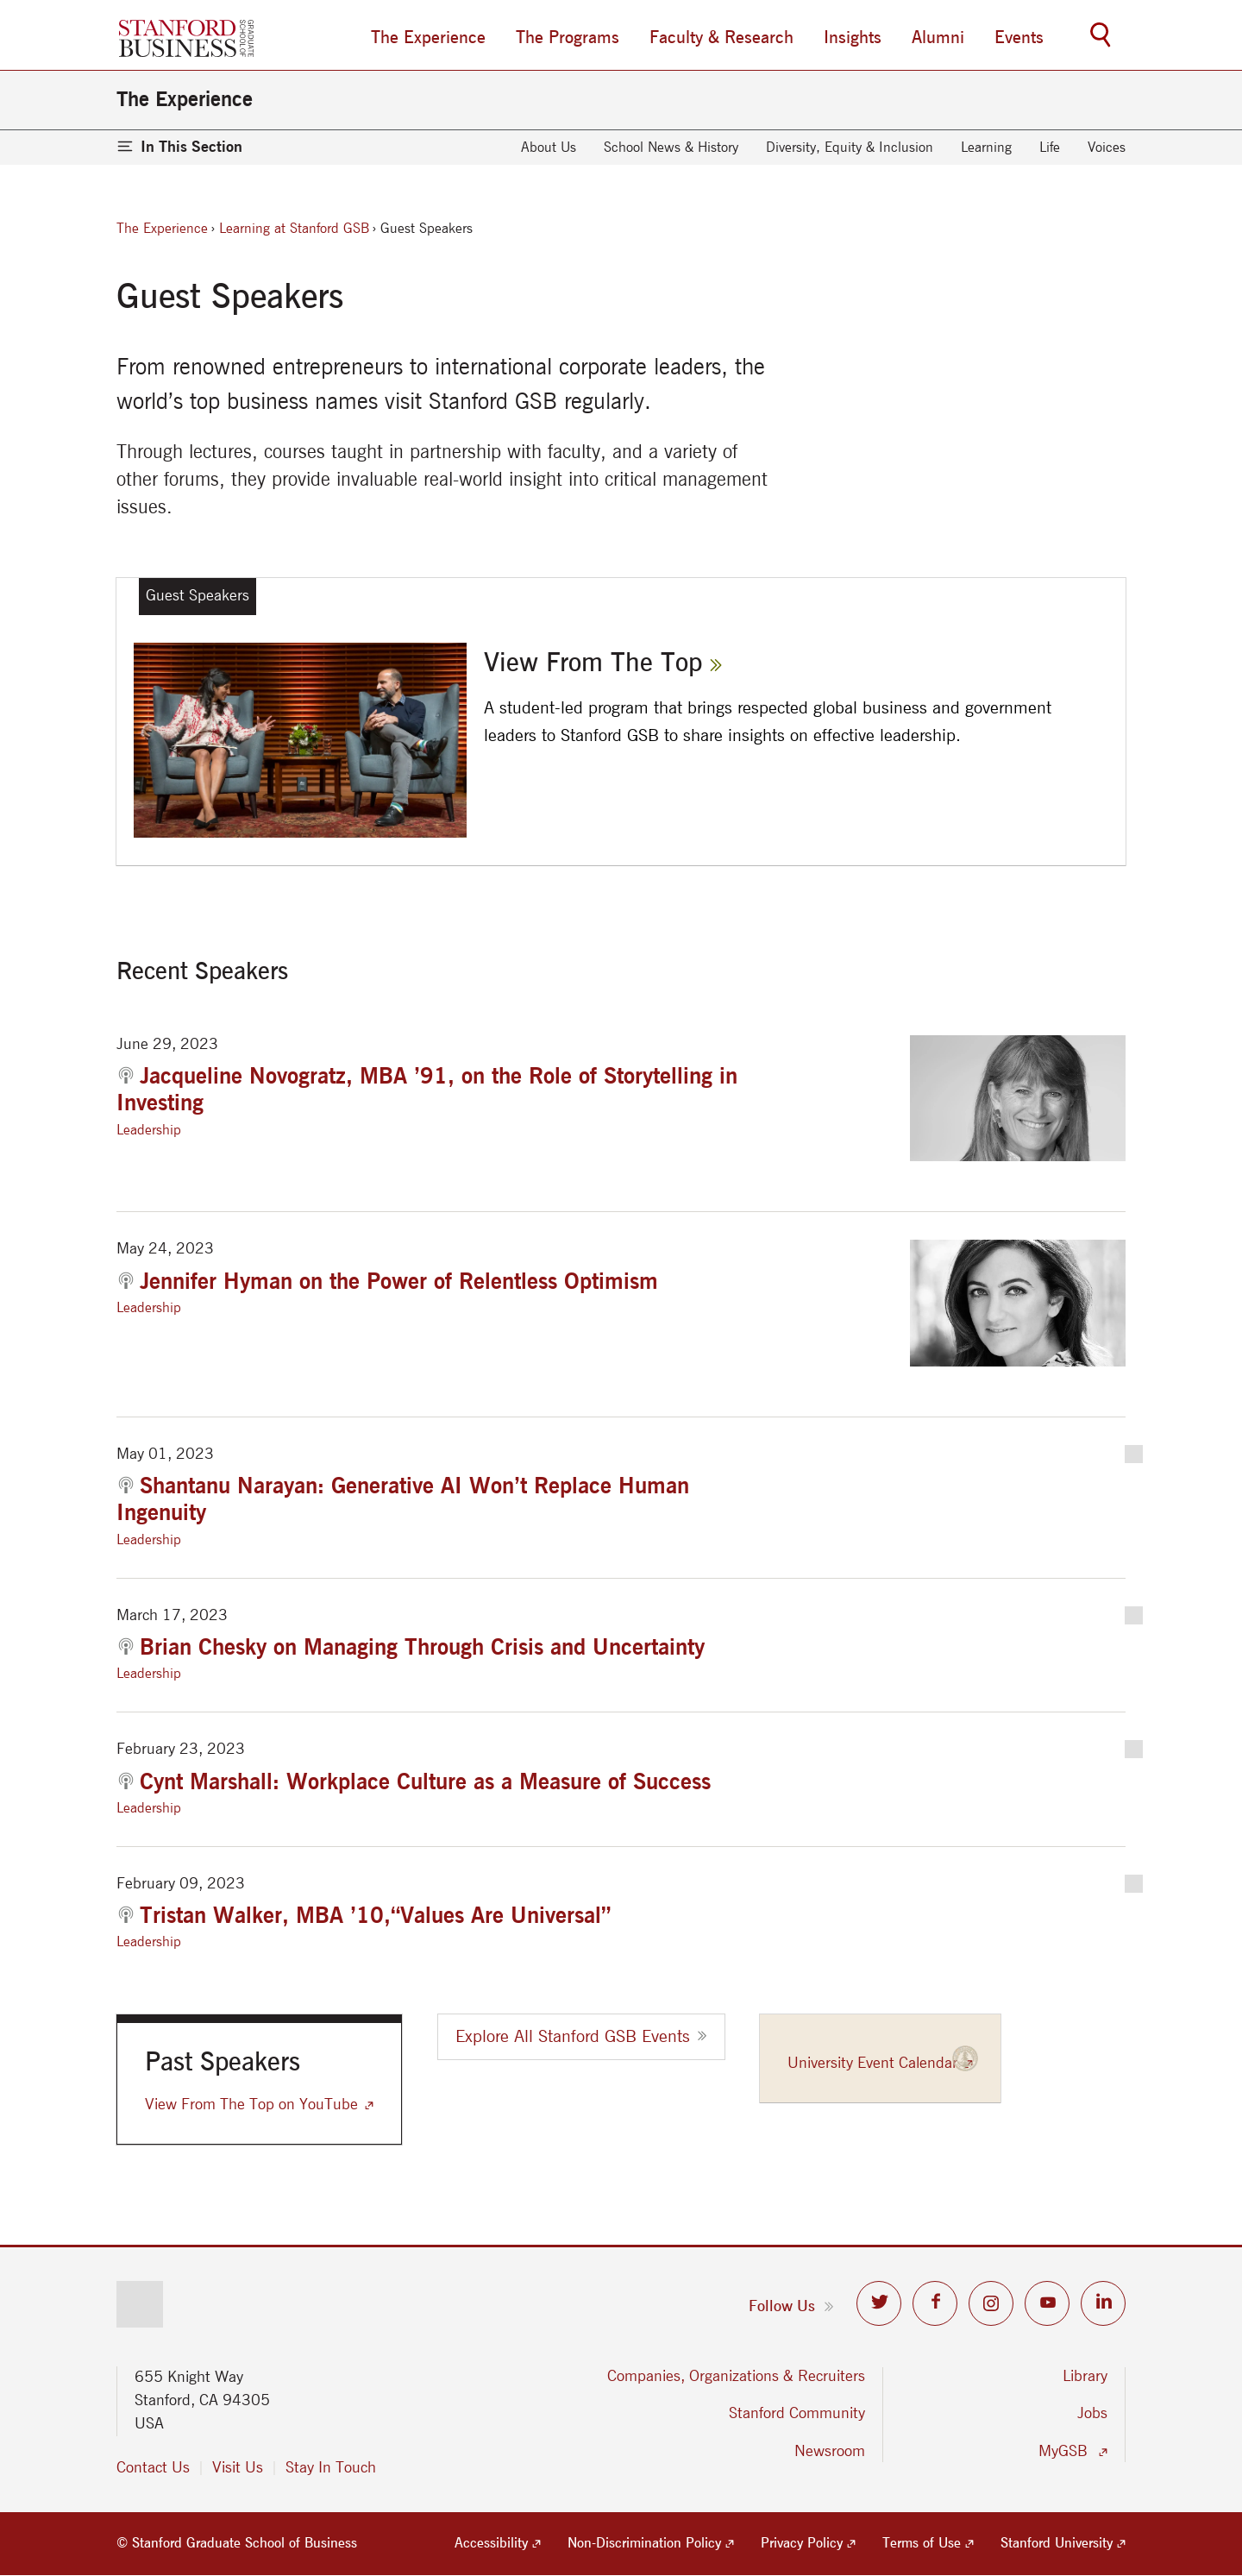 STANFORD
BUSINESS
GRADUATE
SCHOOL OF
The Experience
The Programs
Faculty & Research
Insights
Alumni
Events
The Experience
In This Section
About Us
School News & History
Diversity, Equity & Inclusion
Learning
Life
Voices
The Experience › Learning at Stanford GSB › Guest Speakers
Guest Speakers
From renowned entrepreneurs to international corporate leaders, the
world’s top business names visit Stanford GSB regularly.
Through lectures, courses taught in partnership with faculty, and a variety of
other forums, they provide invaluable real-world insight into critical management
issues.
Guest Speakers
View From The Top
A student-led program that brings respected global business and government
leaders to Stanford GSB to share insights on effective leadership.
Recent Speakers
June 29, 2023
Jacqueline Novogratz, MBA ’91, on the Role of Storytelling in
Investing
Leadership
May 24, 2023
Jennifer Hyman on the Power of Relentless Optimism
Leadership
May 01, 2023
Shantanu Narayan: Generative AI Won’t Replace Human
Ingenuity
Leadership
March 17, 2023
Brian Chesky on Managing Through Crisis and Uncertainty
Leadership
February 23, 2023
Cynt Marshall: Workplace Culture as a Measure of Success
Leadership
February 09, 2023
Tristan Walker, MBA ’10,“Values Are Universal”
Leadership
Past Speakers
View From The Top on YouTube
Explore All Stanford GSB Events
University Event Calendar
Follow Us
655 Knight Way
Stanford, CA 94305
USA
Contact Us
Visit Us
Stay In Touch
Companies, Organizations & Recruiters
Stanford Community
Newsroom
Library
Jobs
MyGSB
© Stanford Graduate School of Business
Accessibility
Non-Discrimination Policy
Privacy Policy
Terms of Use
Stanford University